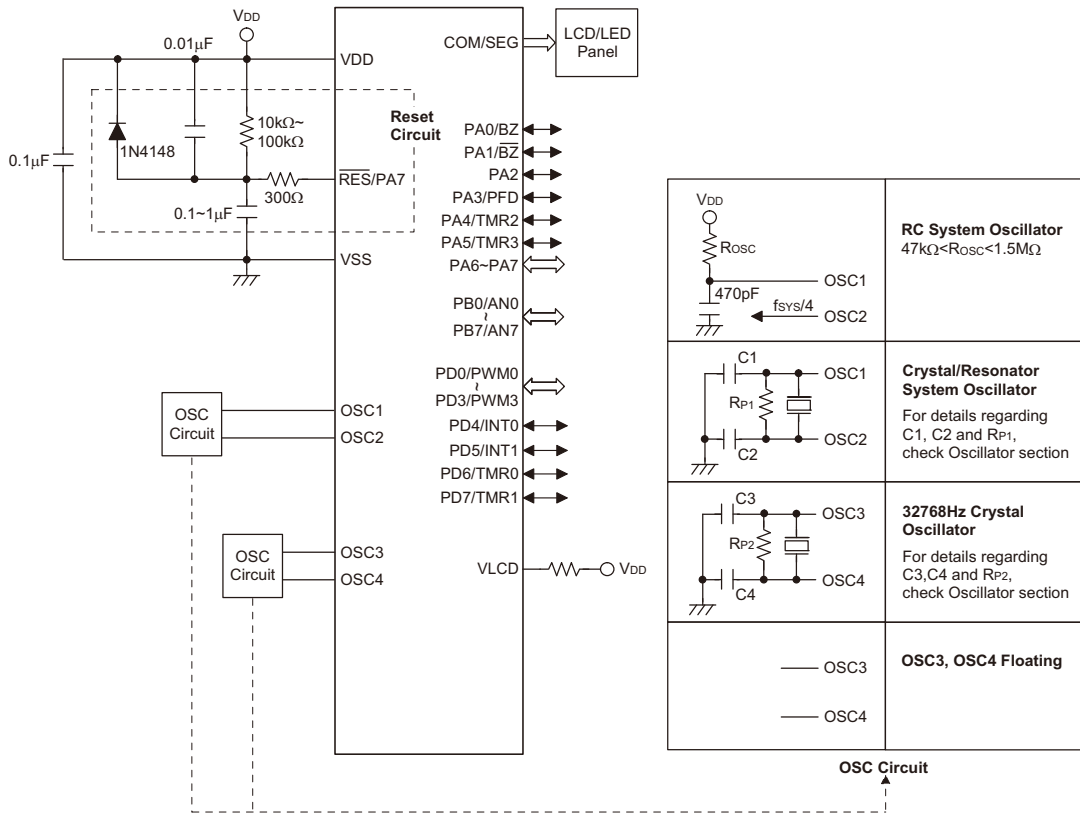 VDD
0.01μF
VDD
COM/SEG
LCD/LED
Panel
Reset
Circuit
10kΩ~
100kΩ
1N4148
0.1μF
RES/PA7
300Ω
0.1~1μF
VSS
PA0/BZ
PA1/BZ
PA2
PA3/PFD
PA4/TMR2
PA5/TMR3
PA6~PA7
PB0/AN0
~
PB7/AN7
PD0/PWM0
~
PD3/PWM3
PD4/INT0
PD5/INT1
PD6/TMR0
PD7/TMR1
OSC
Circuit
OSC1
OSC2
OSC
Circuit
OSC3
OSC4
VLCD
VDD
VDD
ROSC
OSC1
470pF
fSYS/4
OSC2
RC System Oscillator
47kΩ<ROSC<1.5MΩ
C1
OSC1
RP1
OSC2
C2
Crystal/Resonator
System Oscillator
For details regarding
C1, C2 and RP1,
check Oscillator section
C3
OSC3
RP2
OSC4
C4
32768Hz Crystal
Oscillator
For details regarding
C3,C4 and RP2,
check Oscillator section
OSC3
OSC4
OSC3, OSC4 Floating
OSC Circuit